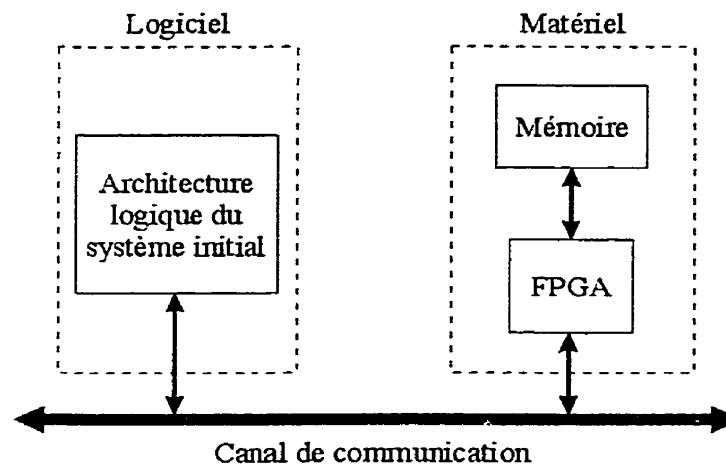 Logiciel
Matériel
Mémoire
Architecture
logique du
système initial
FPGA
Canal de communication